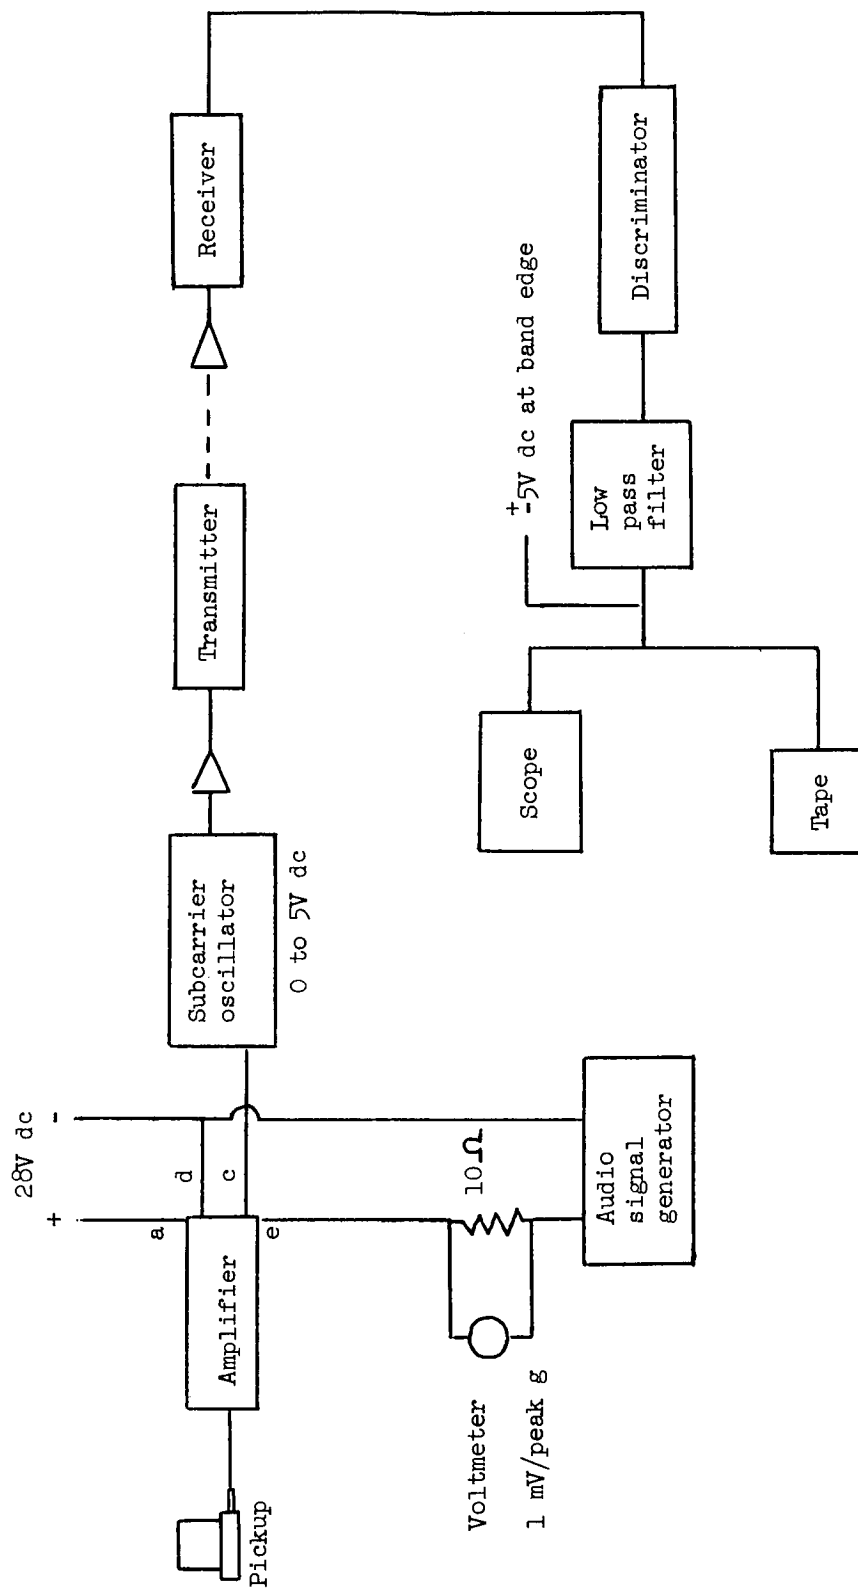 28V dc
+
-
a
d
c
e
Pickup
Amplifier
Subcarrier
oscillator
0 to 5V dc
Transmitter
Receiver
Voltmeter
1 mV/peak g
10Ω
Audio
signal
generator
Scope
Tape
±5V dc at band edge
Low
pass
filter
Discriminator